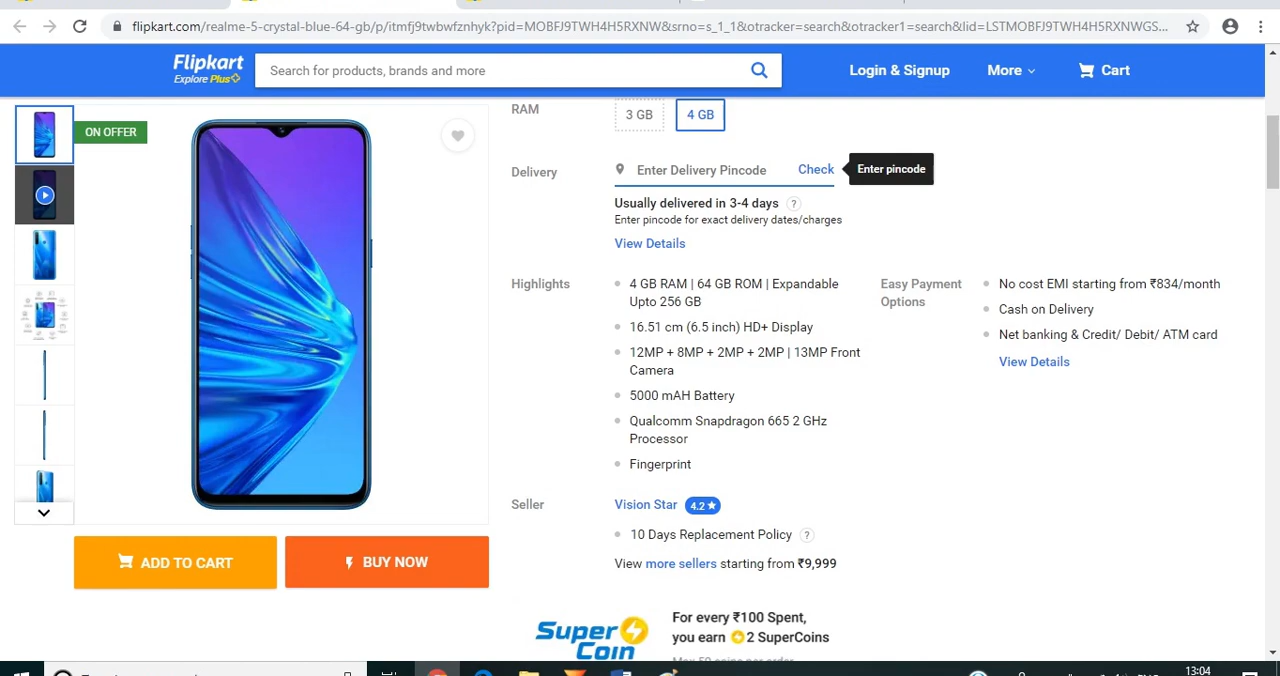 flipkart.com/realme-5-crystal-blue-64-gb/p/itmfj9twbwfznhyk?pid=MOBFJ9TWH4H5RXNW&srno=s_1_1&otracker=search&otracker1=search&lid=LSTMOBFJ9TWH4H5RXNWGS...
Flipkart
Explore Plus
Search for products, brands and more
Login & Signup
More
Cart
ON OFFER
RAM
3 GB
4 GB
Delivery
Enter Delivery Pincode
Check
Enter pincode
Usually delivered in 3-4 days ?
Enter pincode for exact delivery dates/charges
View Details
Highlights
4 GB RAM | 64 GB ROM | Expandable
Upto 256 GB
16.51 cm (6.5 inch) HD+ Display
12MP + 8MP + 2MP + 2MP | 13MP Front
Camera
5000 mAH Battery
Qualcomm Snapdragon 665 2 GHz
Processor
Fingerprint
Easy Payment
Options
No cost EMI starting from ₹834/month
Cash on Delivery
Net banking & Credit/ Debit/ ATM card
View Details
Seller
Vision Star 4.2 ★
10 Days Replacement Policy ?
View more sellers starting from ₹9,999
ADD TO CART
BUY NOW
Super
Coin
For every ₹100 Spent,
you earn 2 SuperCoins
Max 50 coins per order
13:04